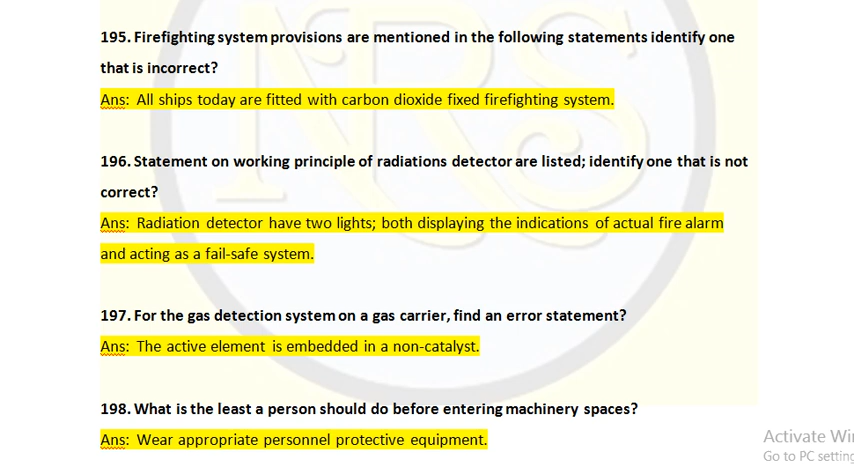 195. Firefighting system provisions are mentioned in the following statements identify one
that is incorrect?
Ans: All ships today are fitted with carbon dioxide fixed firefighting system.
196. Statement on working principle of radiations detector are listed; identify one that is not
correct?
Ans: Radiation detector have two lights; both displaying the indications of actual fire alarm
and acting as a fail-safe system.
197. For the gas detection system on a gas carrier, find an error statement?
Ans: The active element is embedded in a non-catalyst.
198. What is the least a person should do before entering machinery spaces?
Ans: Wear appropriate personnel protective equipment.
NRS
Activate Wi
Go to PC setting